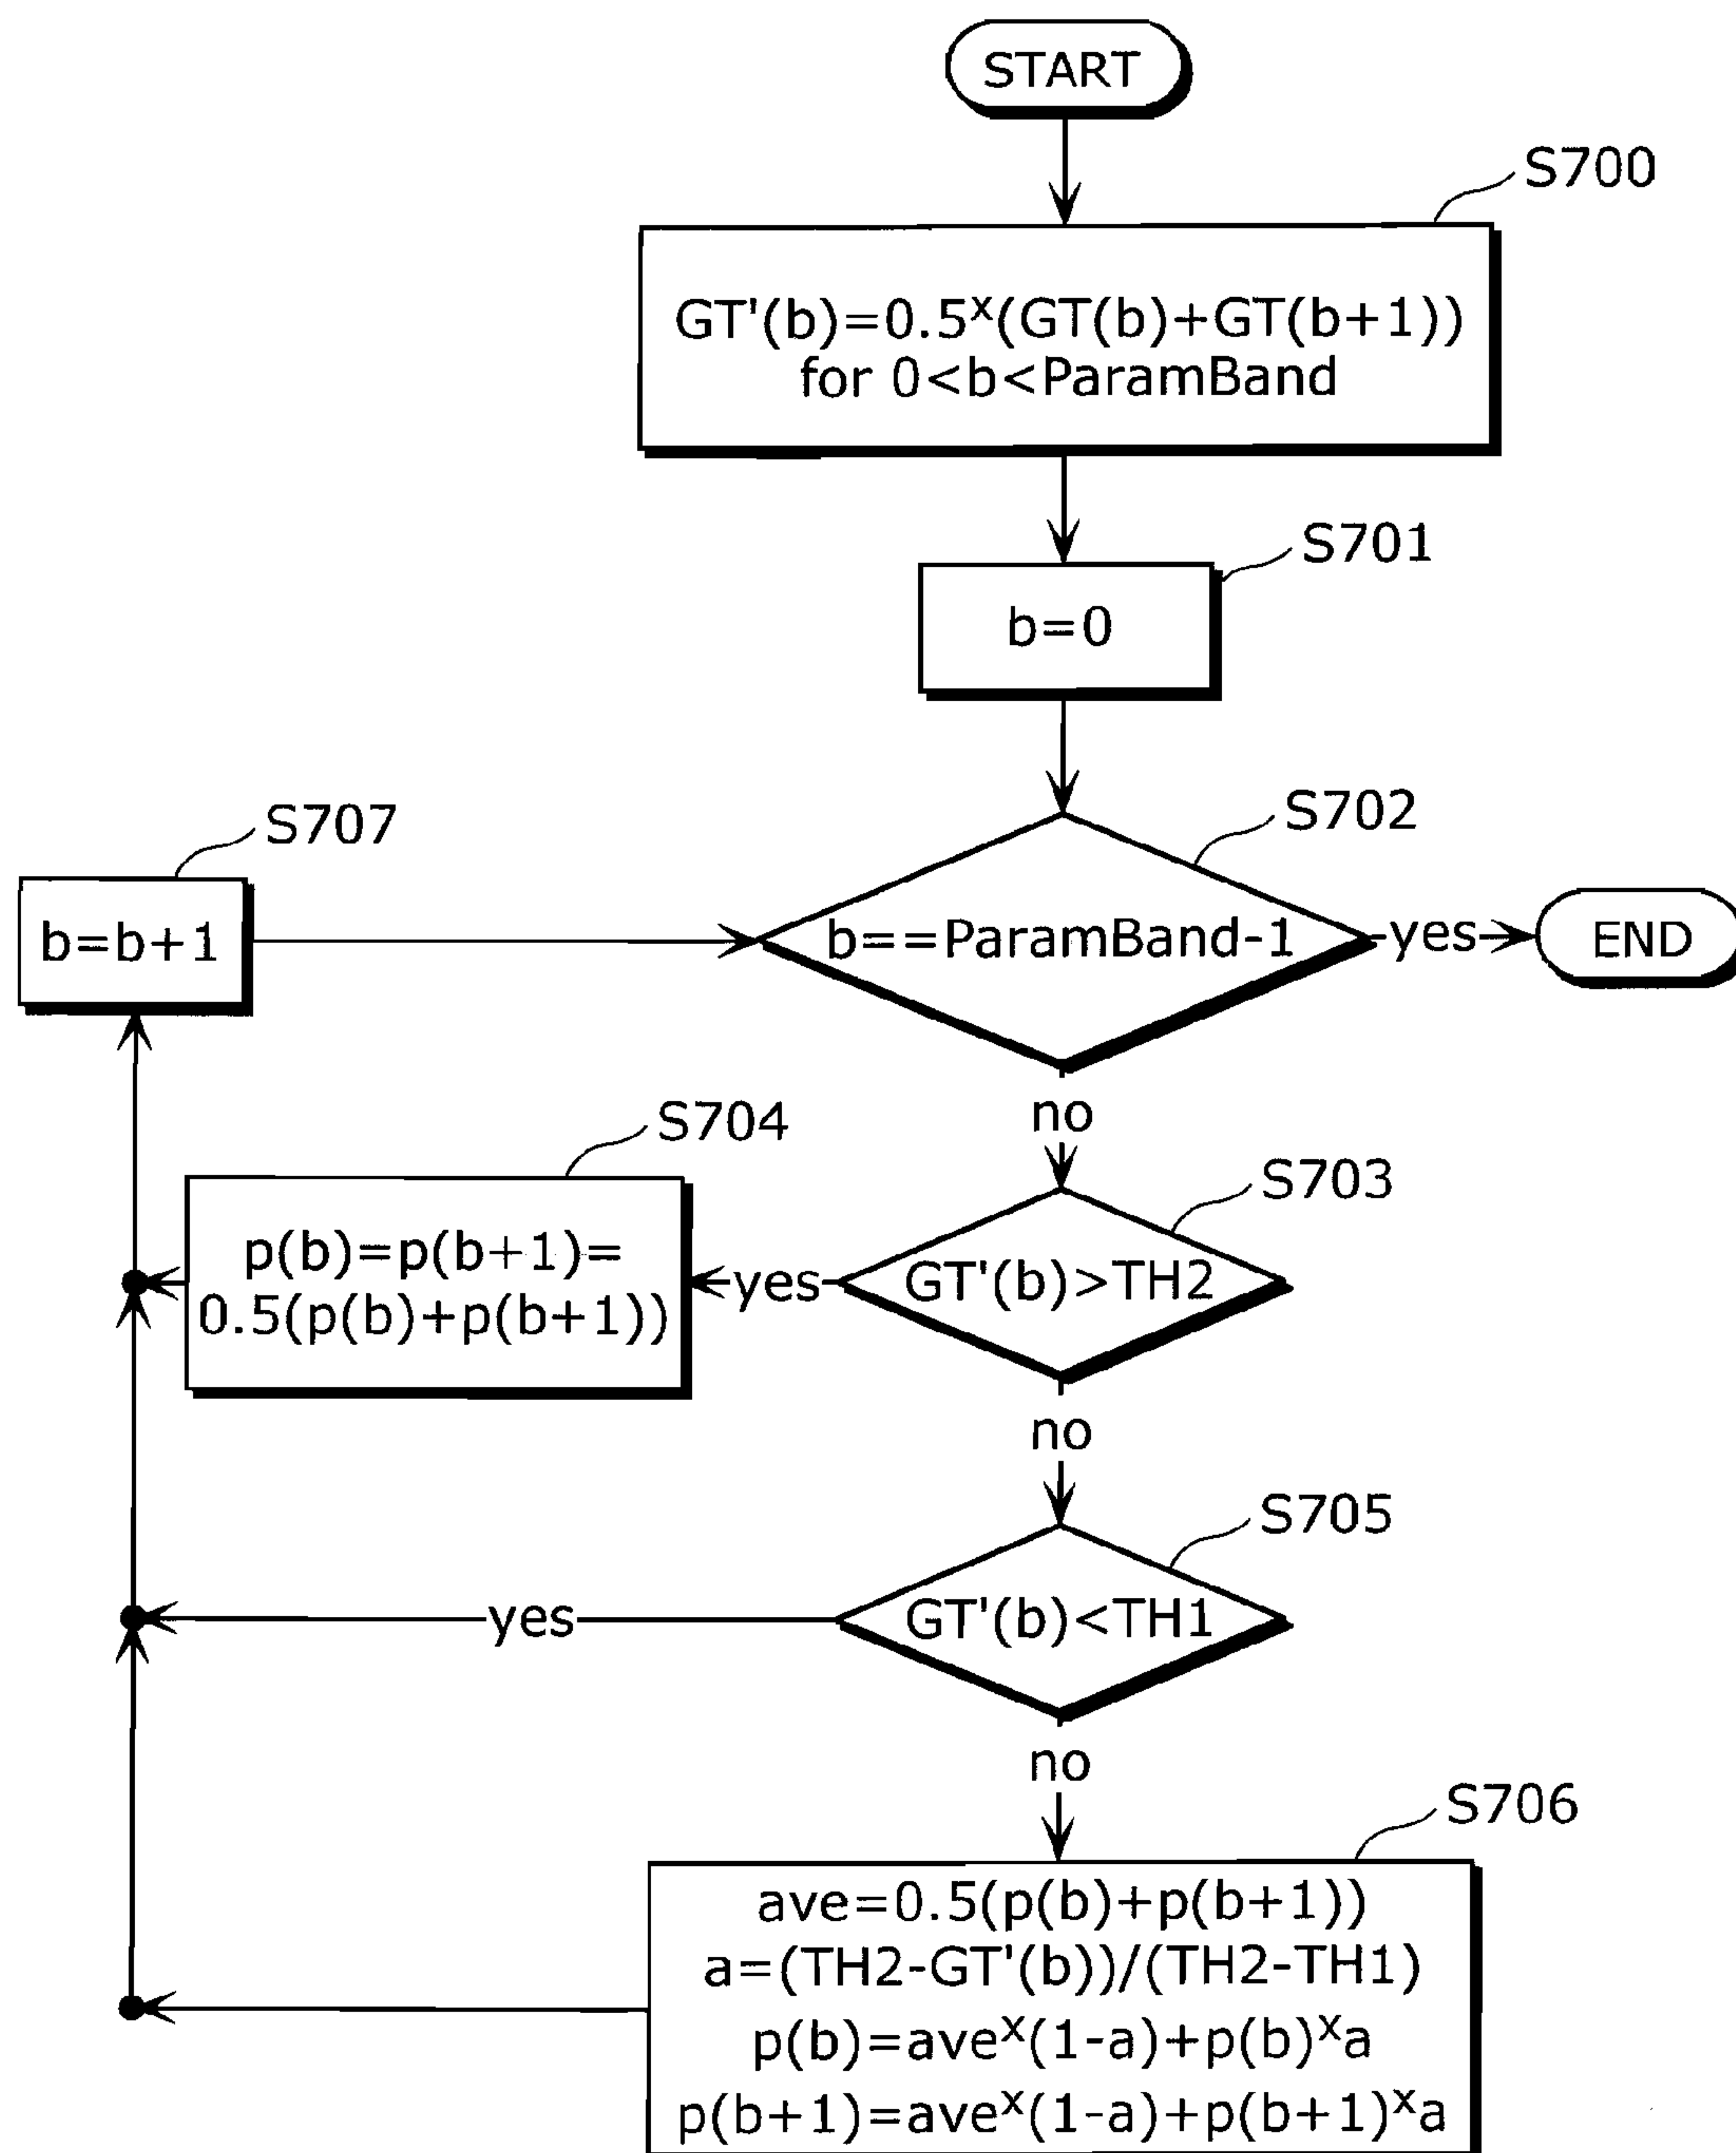 START
S700
GT'(b)=0.5ˣ(GT(b)+GT(b+1))
for 0<b<ParamBand
S701
b=0
S707
S702
b=b+1
b==ParamBand-1
yes
END
no
S704
S703
p(b)=p(b+1)=
0.5(p(b)+p(b+1))
yes
GT'(b)>TH2
no
S705
yes
GT'(b)<TH1
no
S706
ave=0.5(p(b)+p(b+1))
a=(TH2-GT'(b))/(TH2-TH1)
p(b)=aveˣ(1-a)+p(b)ˣa
p(b+1)=aveˣ(1-a)+p(b+1)ˣa